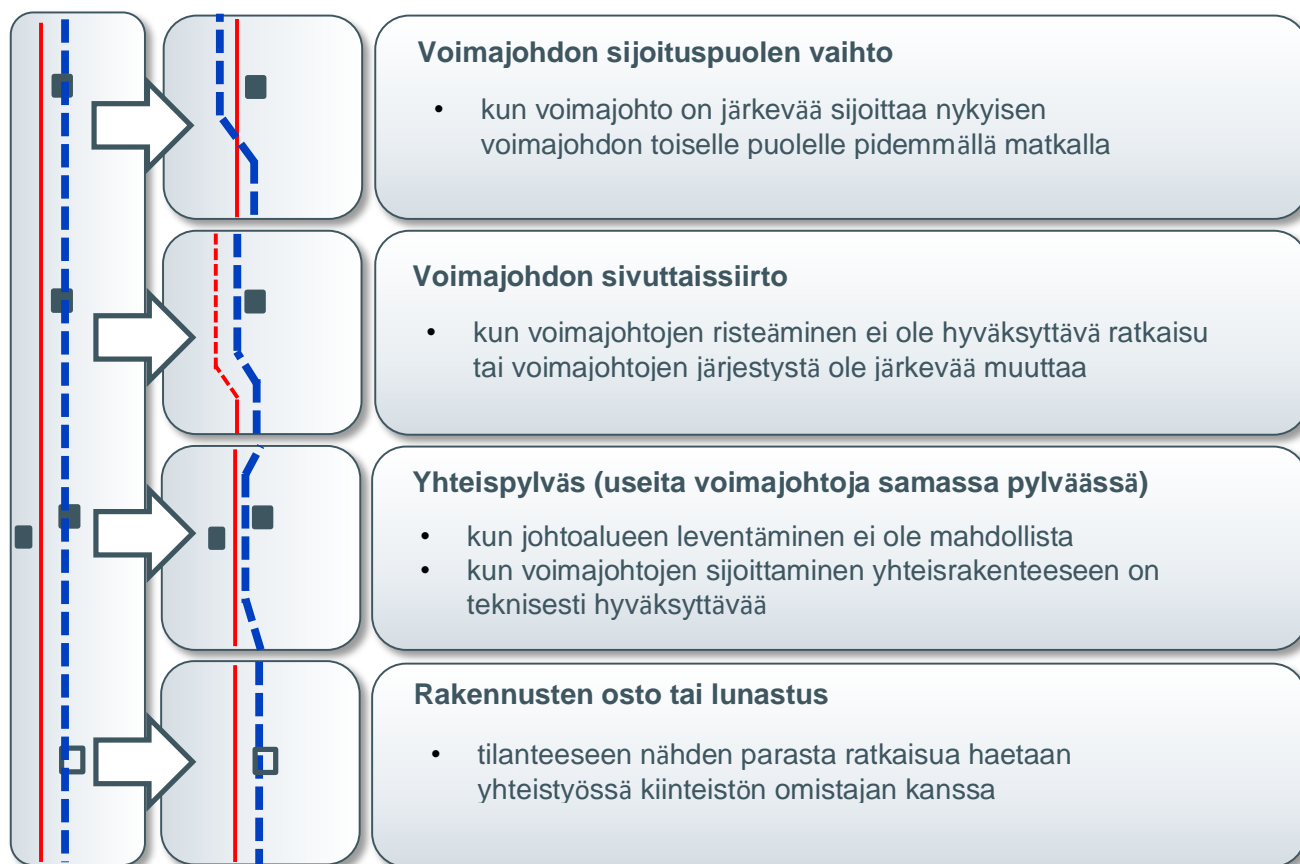 Voimajohdon sijoituspuolen vaihto
• kun voimajohto on järkevää sijoittaa nykyisen
voimajohdon toiselle puolelle pidemmällä matkalla
Voimajohdon sivuttaissiirto
• kun voimajohtojen risteäminen ei ole hyväksyttävä ratkaisu
tai voimajohtojen järjestystä ole järkevää muuttaa
Yhteispylväs (useita voimajohtoja samassa pylväässä)
• kun johtoalueen leventäminen ei ole mahdollista
• kun voimajohtojen sijoittaminen yhteisrakenteeseen on
teknisesti hyväksyttävää
Rakennusten osto tai lunastus
• tilanteeseen nähden parasta ratkaisua haetaan
yhteistyössä kiinteistön omistajan kanssa